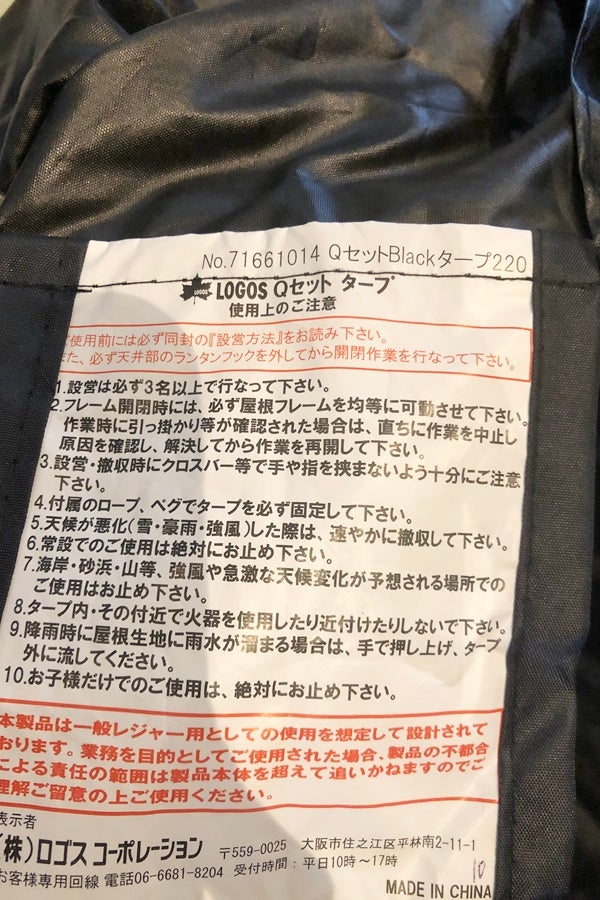 No.71661014 QセットBlackタープ220
LOGOS LOGOS Qセット タープ
使用上のご注意
ご使用前には必ず同封の『設営方法』をお読み下さい。
また、必ず天井部のランタンフックを外してから開閉作業を行なって下さい。
1.設営は必ず3名以上で行なって下さい。
2.フレーム開閉時には、必ず屋根フレームを均等に可動させて下さい。
作業時に引っ掛かり等が確認された場合は、直ちに作業を中止し
原因を確認し、解決してから作業を再開して下さい。
3.設営・撤収時にクロスバー等で手や指を挟まないよう十分にご注意
下さい。
4.付属のロープ、ペグでタープを必ず固定して下さい。
5.天候が悪化(雪・豪雨・強風)した際は、速やかに撤収して下さい。
6.常設でのご使用は絶対にお止め下さい。
7.海岸・砂浜・山等、強風や急激な天候変化が予想される場所での
ご使用はお止め下さい。
8.タープ内・その付近で火器を使用したり近付けたりしないで下さい。
9.降雨時に屋根生地に雨水が溜まる場合は、手で押し上げ、タープ
外に流してください。
10.お子様だけでのご使用は、絶対にお止め下さい。
本製品は一般レジャー用としての使用を想定して設計されて
おります。業務を目的としてご使用された場合、製品の不都合
による責任の範囲は製品本体を超えて追いかねますのでご
理解ご留意の上ご使用ください。
表示者
(株)ロゴス コーポレーション 〒559-0025 大阪市住之江区平林南2-11-1
お客様専用回線 電話06-6681-8204 受付時間:平日10時～17時
10
MADE IN CHINA